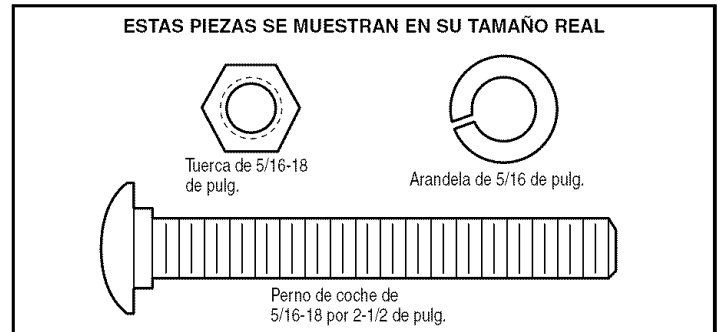 ESTAS PIEZAS SE MUESTRAN EN SU TAMAÑO REAL
Tuerca de 5/16-18
de pulg.
Arandela de 5/16 de pulg.
Perno de coche de
5/16-18 por 2-1/2 de pulg.